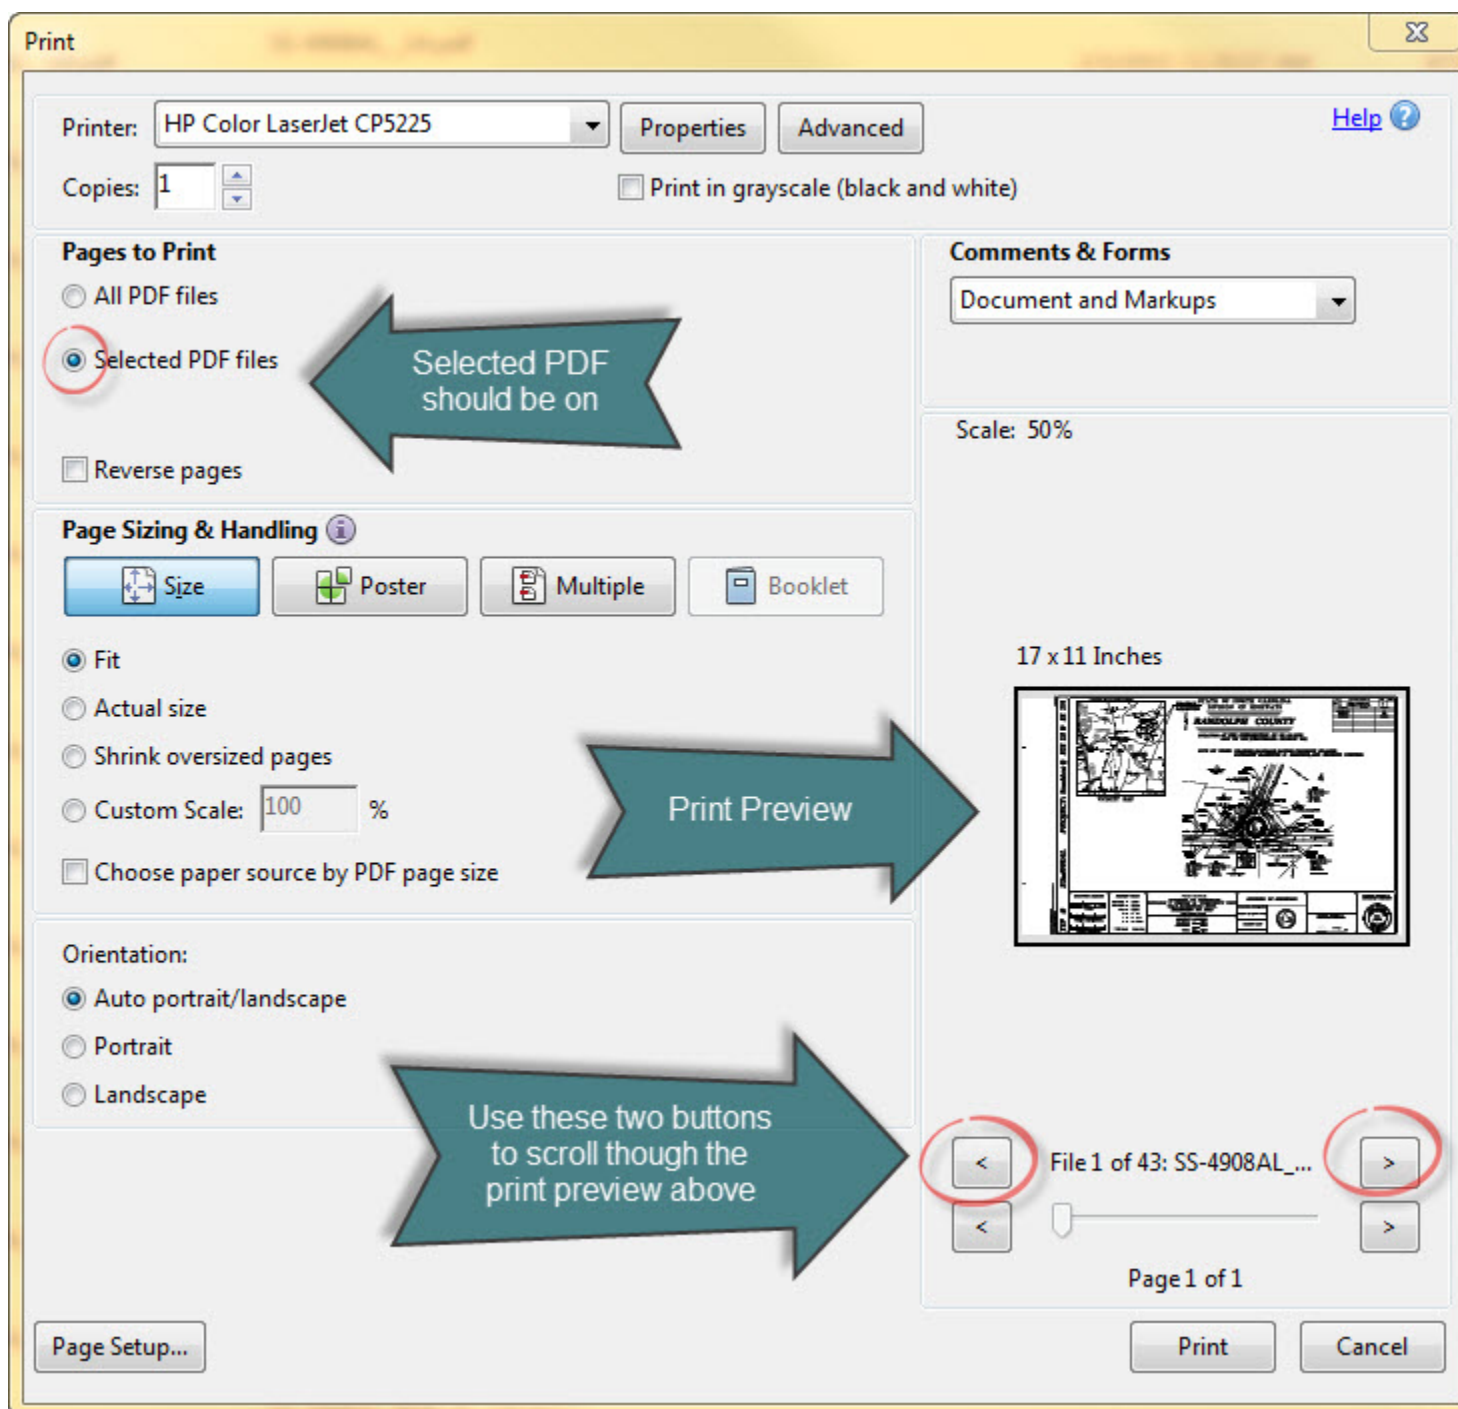 Print
Printer: HP Color LaserJet CP5225 Properties Advanced Help
Copies: 1 Print in grayscale (black and white)
Pages to Print
All PDF files
Selected PDF files
Selected PDF
should be on
Reverse pages
Comments & Forms
Document and Markups
Scale: 50%
Page Sizing & Handling
Size Poster Multiple Booklet
Fit
Actual size
Shrink oversized pages
Custom Scale: 100 %
Choose paper source by PDF page size
Print Preview
17 x 11 Inches
RANDOLPH COUNTY
Orientation:
Auto portrait/landscape
Portrait
Landscape
Use these two buttons
to scroll though the
print preview above
< File 1 of 43: SS-4908AL_... >
< >
Page 1 of 1
Page Setup... Print Cancel